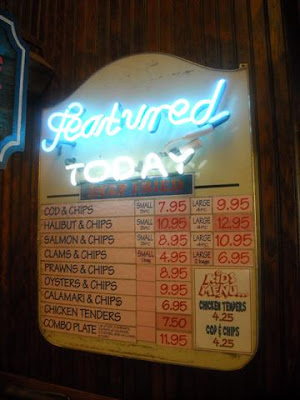 Featured
TODAY
COD & CHIPS SMALL 7.95 LARGE 9.95
HALIBUT & CHIPS SMALL 10.95 LARGE 12.95
SALMON & CHIPS SMALL 8.95 LARGE 10.95
CLAMS & CHIPS SMALL 4.95 LARGE 6.95
PRAWNS & CHIPS 8.95
OYSTERS & CHIPS 9.95
CALAMARI & CHIPS 6.95
CHICKEN TENDERS 7.50
COMBO PLATE 11.95
KIDS
MENU...
CHICKEN TENDERS
4.25
COD & CHIPS
4.25